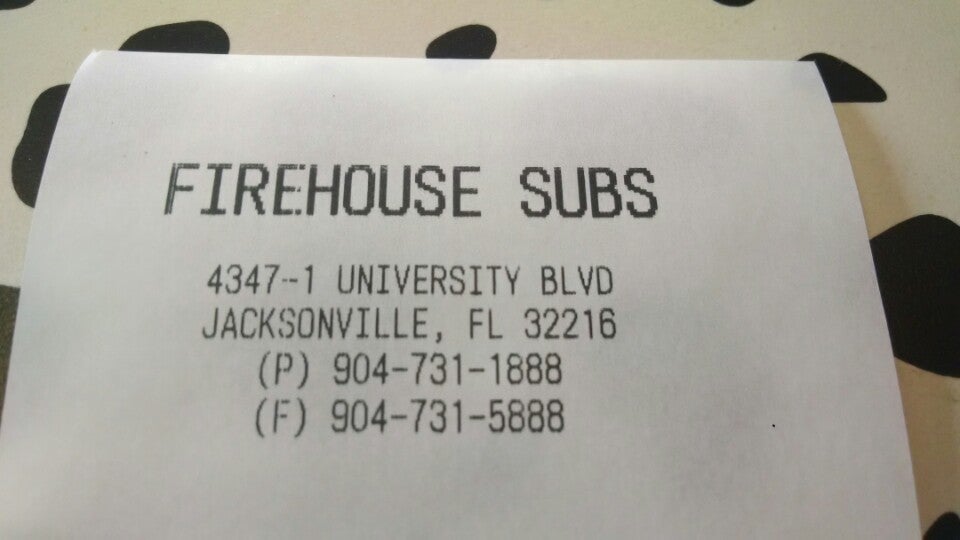 FIREHOUSE SUBS
4347-1 UNIVERSITY BLVD
JACKSONVILLE, FL 32216
(P) 904-731-1888
(F) 904-731-5888